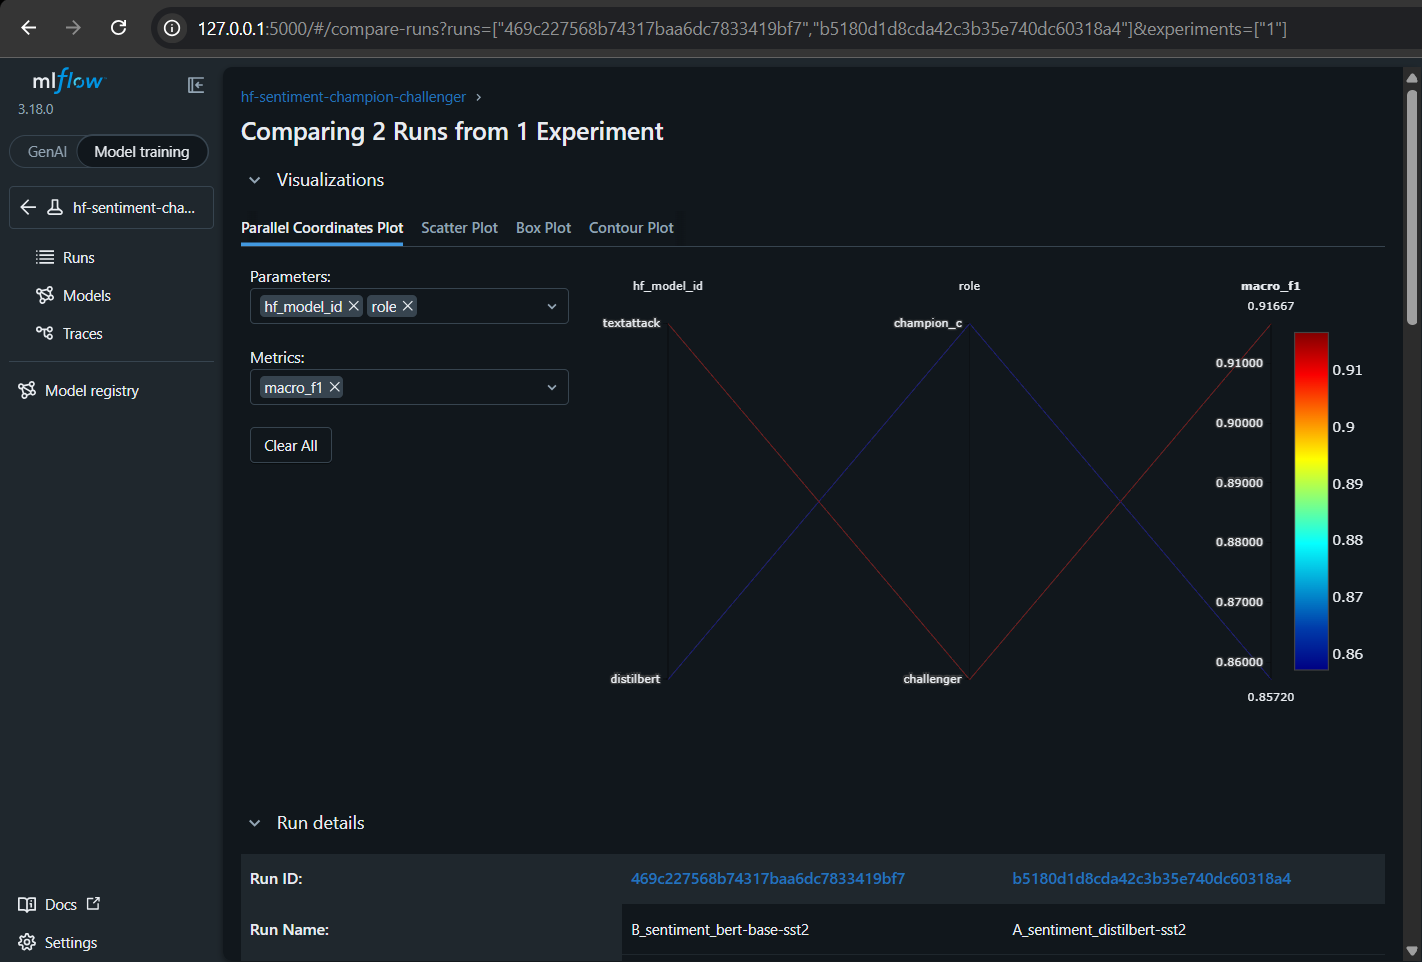 127.0.0.1:5000/#/compare-runs?runs=["469c227568b74317baa6dc7833419bf7","b5180d1d8cda42c3b35e740dc60318a4"]&experiments=["1"]
mlflow
3.18.0
GenAI
Model training
hf-sentiment-cha...
Runs
Models
Traces
Model registry
Docs
Settings
hf-sentiment-champion-challenger
Comparing 2 Runs from 1 Experiment
Visualizations
Parallel Coordinates Plot
Scatter Plot
Box Plot
Contour Plot
Parameters:
hf_model_id
role
Metrics:
macro_f1
Clear All
hf_model_id
textattack
distilbert
role
champion_c
challenger
macro_f1
0.91667
0.91000
0.90000
0.89000
0.88000
0.87000
0.86000
0.85720
0.91
0.9
0.89
0.88
0.87
0.86
Run details
Run ID:
469c227568b74317baa6dc7833419bf7
b5180d1d8cda42c3b35e740dc60318a4
Run Name:
B_sentiment_bert-base-sst2
A_sentiment_distilbert-sst2